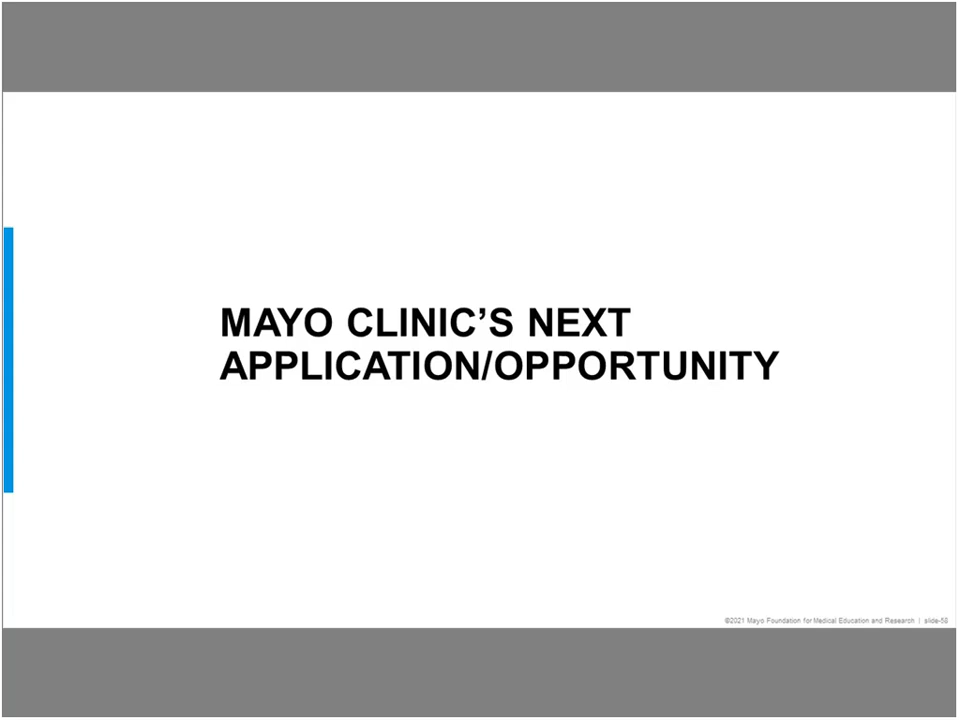 MAYO CLINIC’S NEXT
APPLICATION/OPPORTUNITY
©2021 Mayo Foundation for Medical Education and Research | slide-58